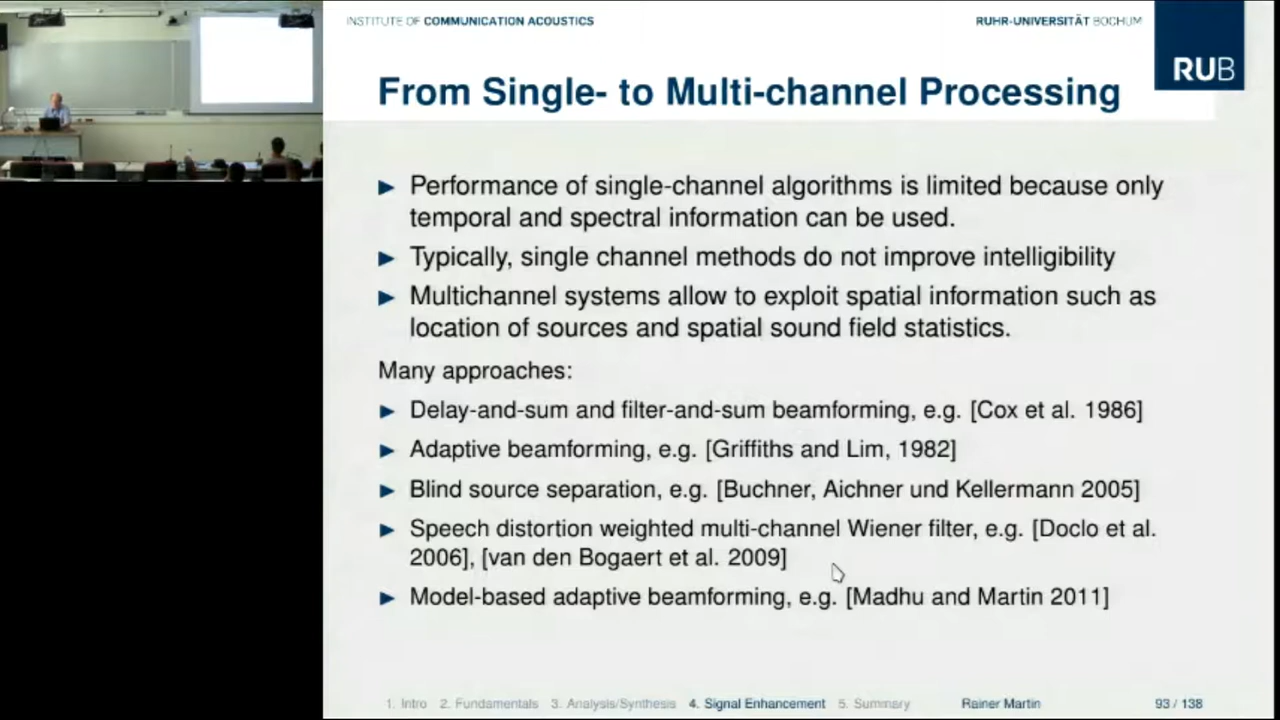 INSTITUTE OF COMMUNICATION ACOUSTICS
RUHR-UNIVERSITÄT BOCHUM
RUB
From Single- to Multi-channel Processing
Performance of single-channel algorithms is limited because only
temporal and spectral information can be used.
Typically, single channel methods do not improve intelligibility
Multichannel systems allow to exploit spatial information such as
location of sources and spatial sound field statistics.
Many approaches:
Delay-and-sum and filter-and-sum beamforming, e.g. [Cox et al. 1986]
Adaptive beamforming, e.g. [Griffiths and Lim, 1982]
Blind source separation, e.g. [Buchner, Aichner und Kellermann 2005]
Speech distortion weighted multi-channel Wiener filter, e.g. [Doclo et al.
2006], [van den Bogaert et al. 2009]
Model-based adaptive beamforming, e.g. [Madhu and Martin 2011]
1. Intro 2. Fundamentals 3. Analysis/Synthesis 4. Signal Enhancement 5. Summary Rainer Martin 93 / 138